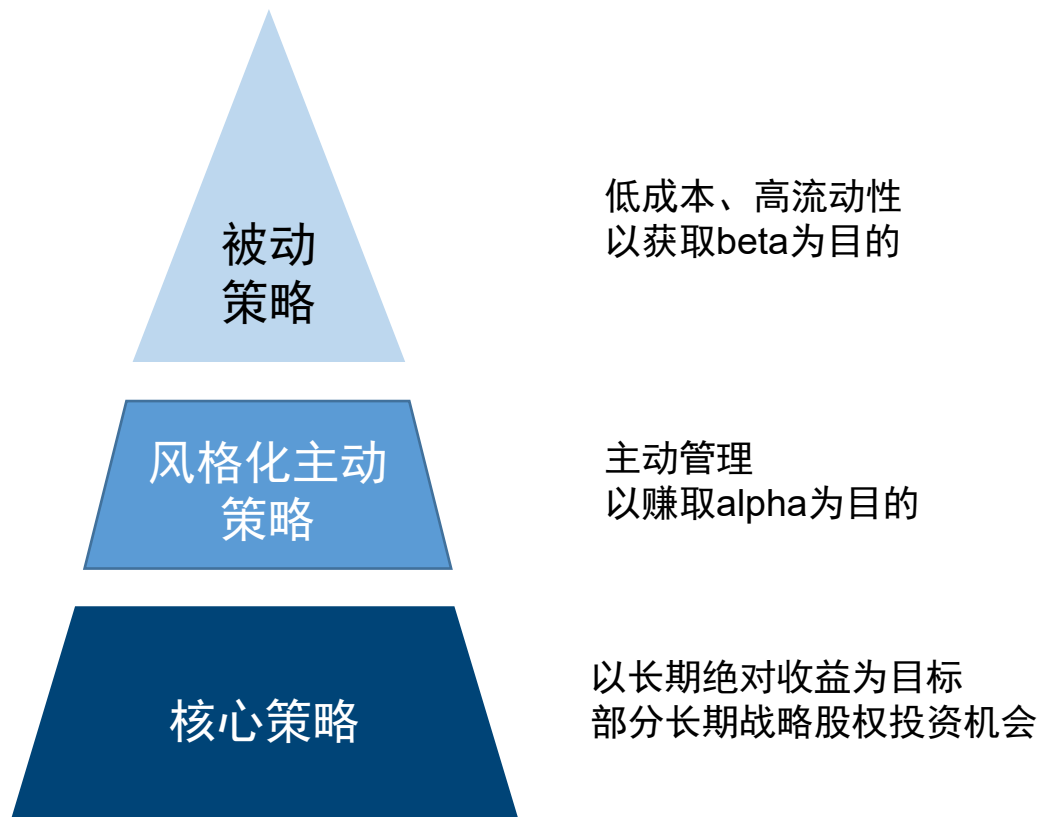 被动
策略
低成本、高流动性
以获取beta为目的
风格化主动
策略
主动管理
以赚取alpha为目的
核心策略
以长期绝对收益为目标
部分长期战略股权投资机会